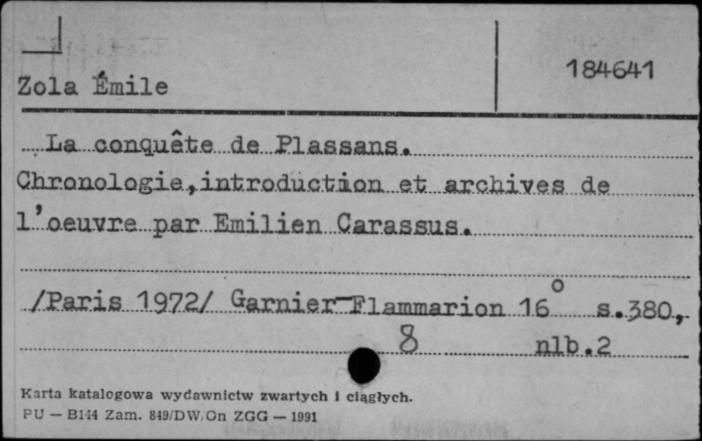 184641
Zola Émile
La conquête de Plassans.
Chronologie,introduction et archives de
l'oeuvre par Emilien Carassus.
/Paris 1972/ Garnier-Flammarion 16° s.380,
8 nlb.2
Karta katalogowa wydawnictw zwartych i ciągłych.
PU — B144 Zam. 849/DW/On ZGG — 1991